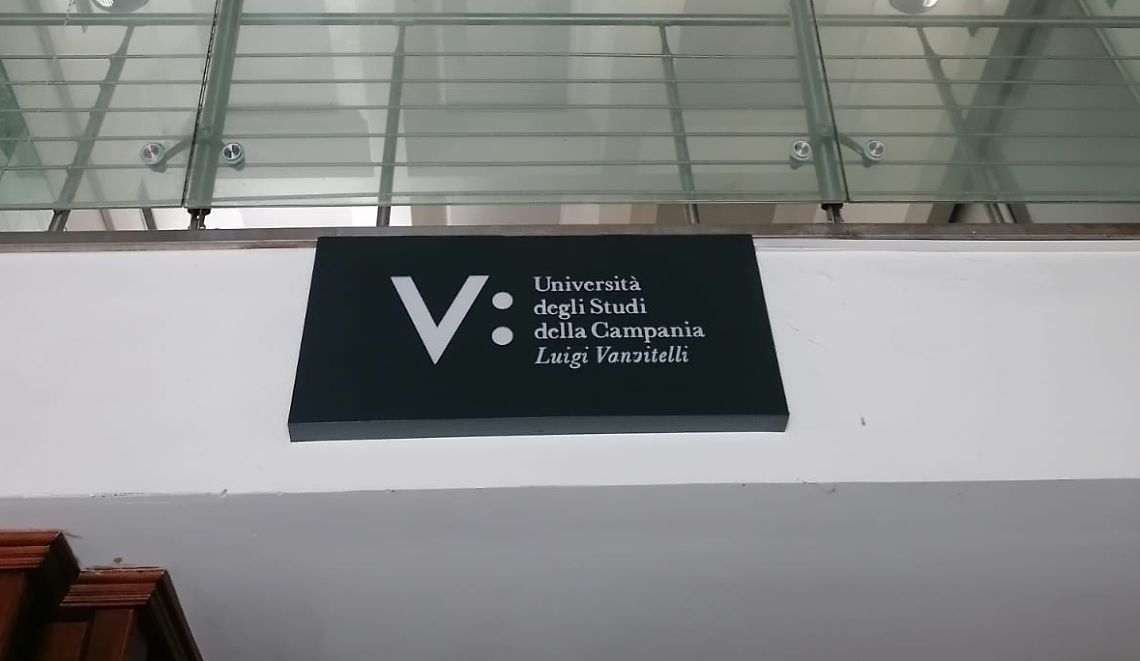 V:
Università
degli Studi
della Campania
Luigi Vanvitelli